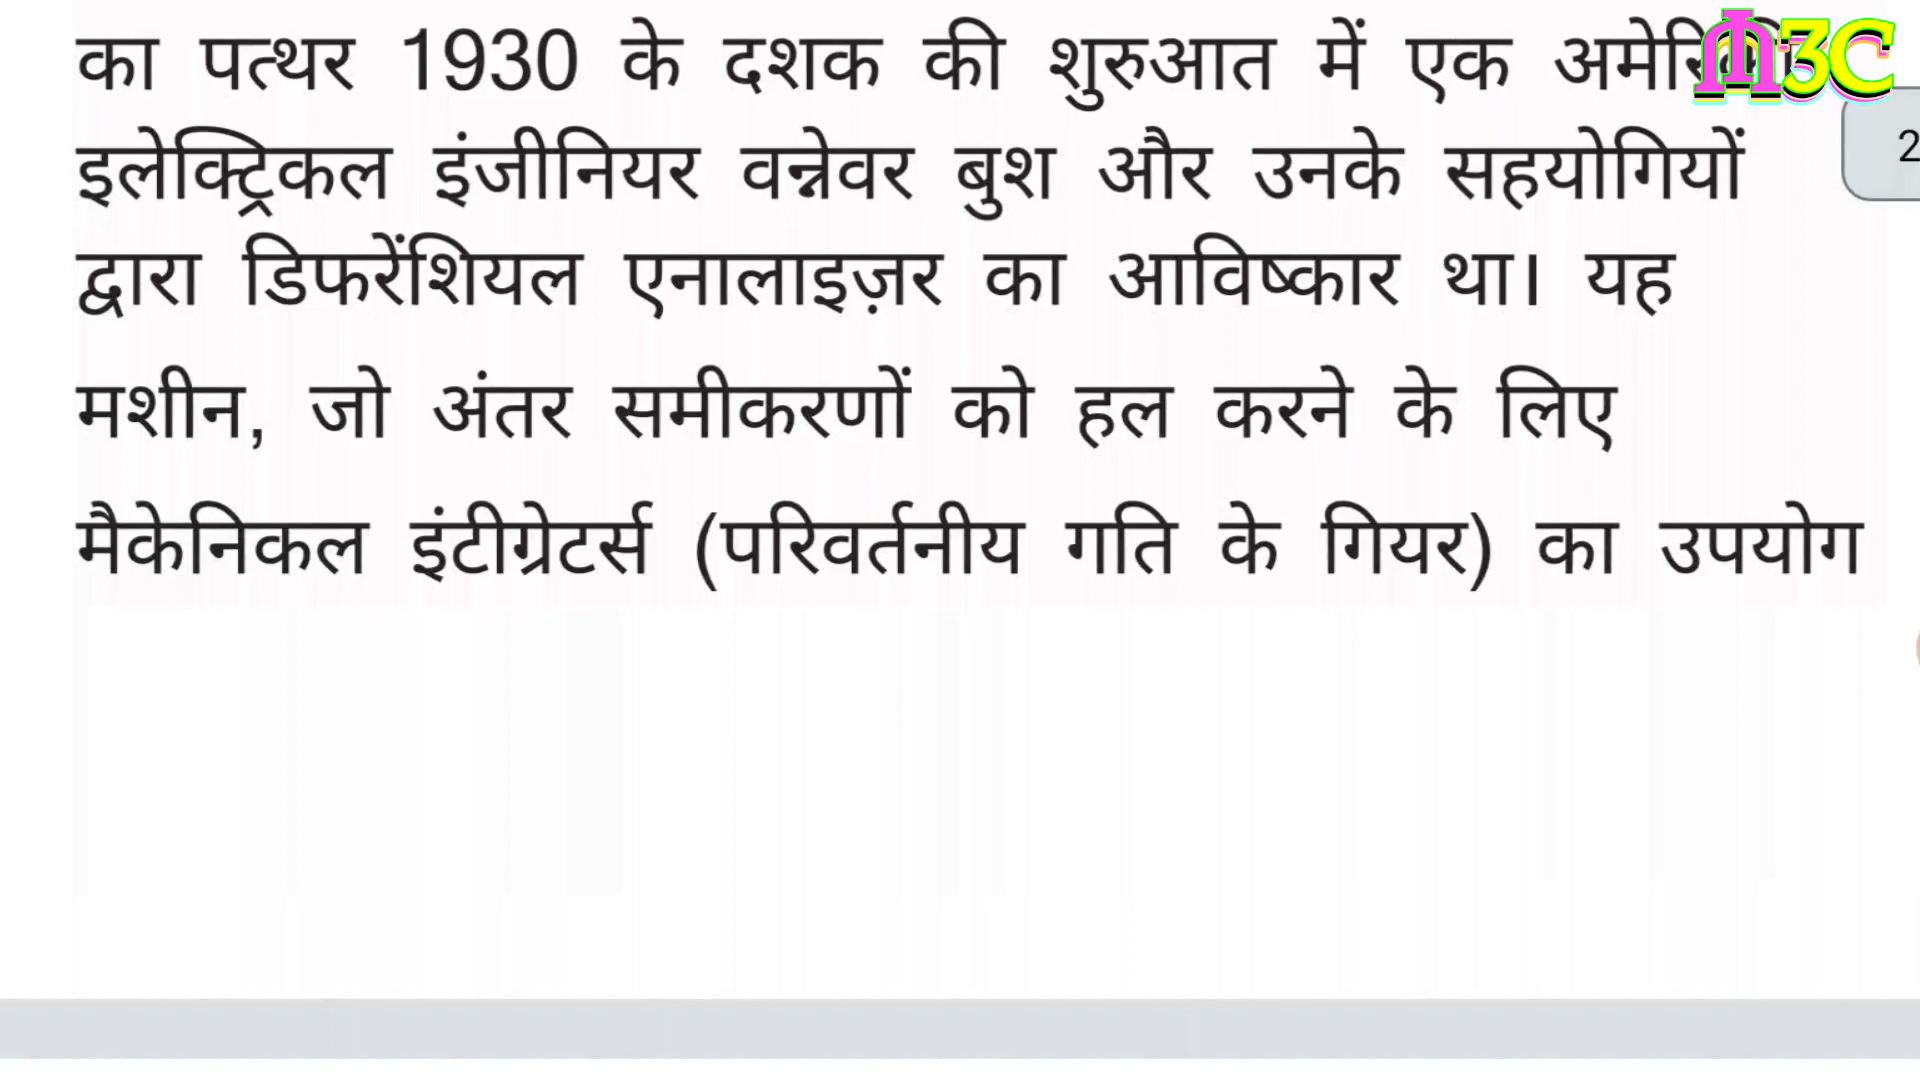 का पत्थर 1930 के दशक की शुरुआत में एक
इलेक्ट्रिकल इंजीनियर वन्नेवर बुश और उनके सहयोगियों
द्वारा डिफरेंशियल एनालाइज़र का आविष्कार था। यह
मशीन, जो अंतर समीकरणों को हल करने के लिए
मैकेनिकल इंटीग्रेटर्स (परिवर्तनीय गति के गियर) का उपयोग